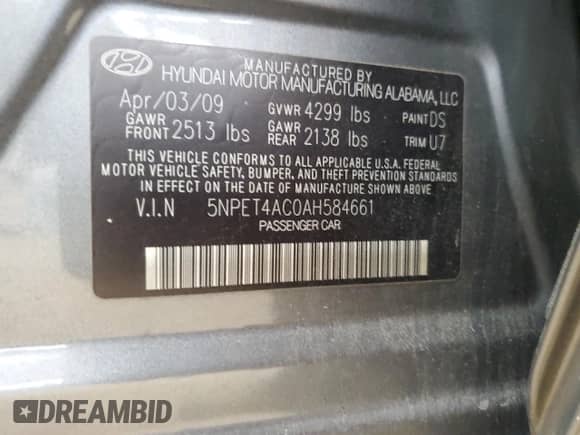 MANUFACTURED BY
HYUNDAI MOTOR MANUFACTURING ALABAMA, LLC
Apr/03/09 GVWR 4299 lbs PAINT DS
GAWR FRONT 2513 lbs GAWR REAR 2138 lbs TRIM U7
THIS VEHICLE CONFORMS TO ALL APPLICABLE U.S.A. FEDERAL
MOTOR VEHICLE SAFETY, BUMPER, AND THEFT PREVENTION
STANDARDS IN EFFECT ON THE DATE OF MANUFACTURE SHOWN ABOVE.
V.I.N 5NPET4AC0AH584661
PASSENGER CAR
DREAMBID